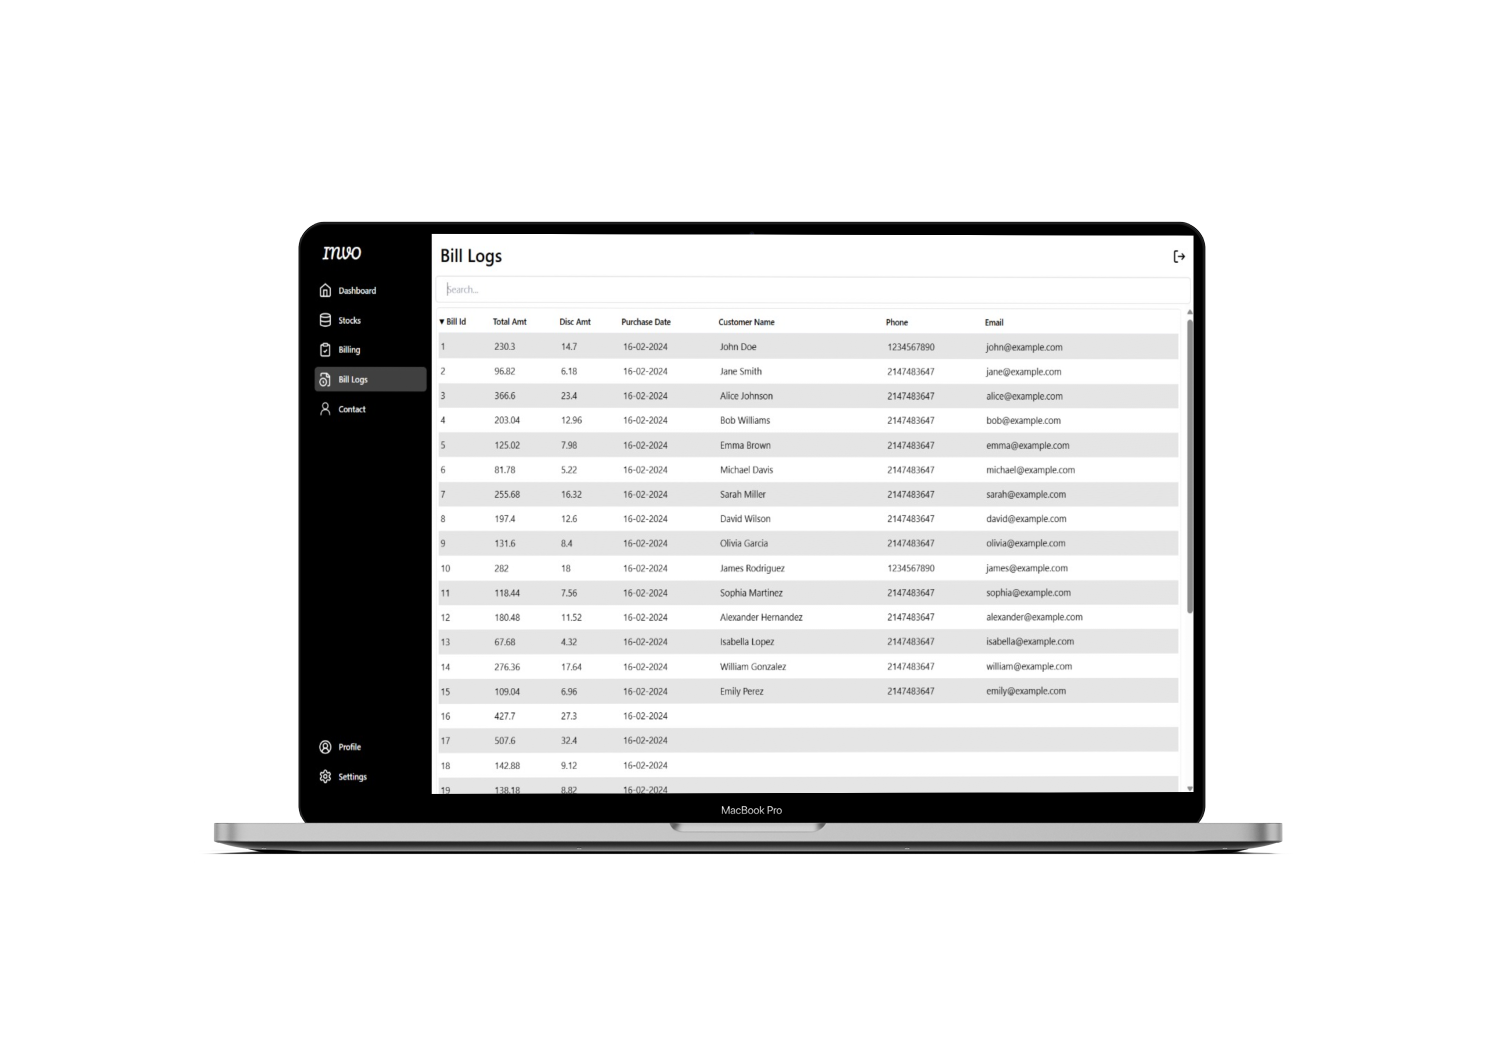 INVO
Bill Logs
Search...
Dashboard
Stocks
Billing
Bill Logs
Contact
Profile
Settings
▼ Bill Id Total Amt Disc Amt Purchase Date Customer Name Phone Email
1 230.3 14.7 16-02-2024 John Doe 1234567890 john@example.com
2 96.82 6.18 16-02-2024 Jane Smith 2147483647 jane@example.com
3 366.6 23.4 16-02-2024 Alice Johnson 2147483647 alice@example.com
4 203.04 12.96 16-02-2024 Bob Williams 2147483647 bob@example.com
5 125.02 7.98 16-02-2024 Emma Brown 2147483647 emma@example.com
6 81.78 5.22 16-02-2024 Michael Davis 2147483647 michael@example.com
7 255.68 16.32 16-02-2024 Sarah Miller 2147483647 sarah@example.com
8 197.4 12.6 16-02-2024 David Wilson 2147483647 david@example.com
9 131.6 8.4 16-02-2024 Olivia Garcia 2147483647 olivia@example.com
10 282 18 16-02-2024 James Rodriguez 1234567890 james@example.com
11 118.44 7.56 16-02-2024 Sophia Martinez 2147483647 sophia@example.com
12 180.48 11.52 16-02-2024 Alexander Hernandez 2147483647 alexander@example.com
13 67.68 4.32 16-02-2024 Isabella Lopez 2147483647 isabella@example.com
14 276.36 17.64 16-02-2024 William Gonzalez 2147483647 william@example.com
15 109.04 6.96 16-02-2024 Emily Perez 2147483647 emily@example.com
16 427.7 27.3 16-02-2024
17 507.6 32.4 16-02-2024
18 142.88 9.12 16-02-2024
19 138.18 8.82 16-02-2024
MacBook Pro